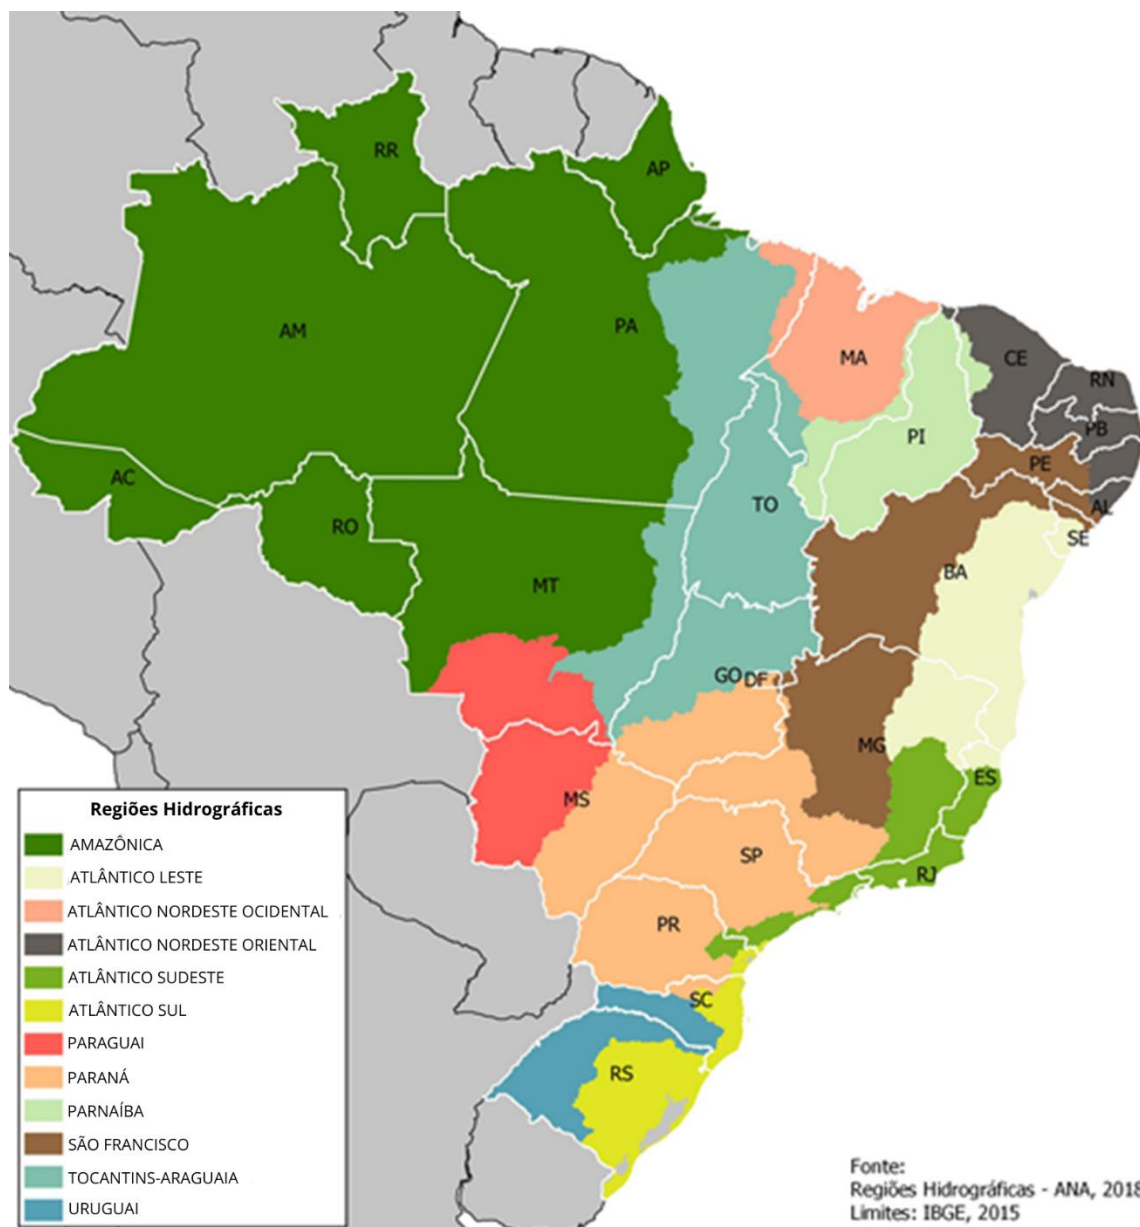 RR
AP
AM
PA
MA
CE
RN
PB
PI
PE
AC
AL
TO
RO
SE
BA
MT
GO
DF
MG
ES
MS
SP
RJ
PR
SC
RS
Regiões Hidrográficas
AMAZÔNICA
ATLÂNTICO LESTE
ATLÂNTICO NORDESTE OCIDENTAL
ATLÂNTICO NORDESTE ORIENTAL
ATLÂNTICO SUDESTE
ATLÂNTICO SUL
PARAGUAI
PARANÁ
PARNAÍBA
SÃO FRANCISCO
TOCANTINS-ARAGUAIA
URUGUAI
Fonte:
Regiões Hidrográficas - ANA, 2018
Limites: IBGE, 2015